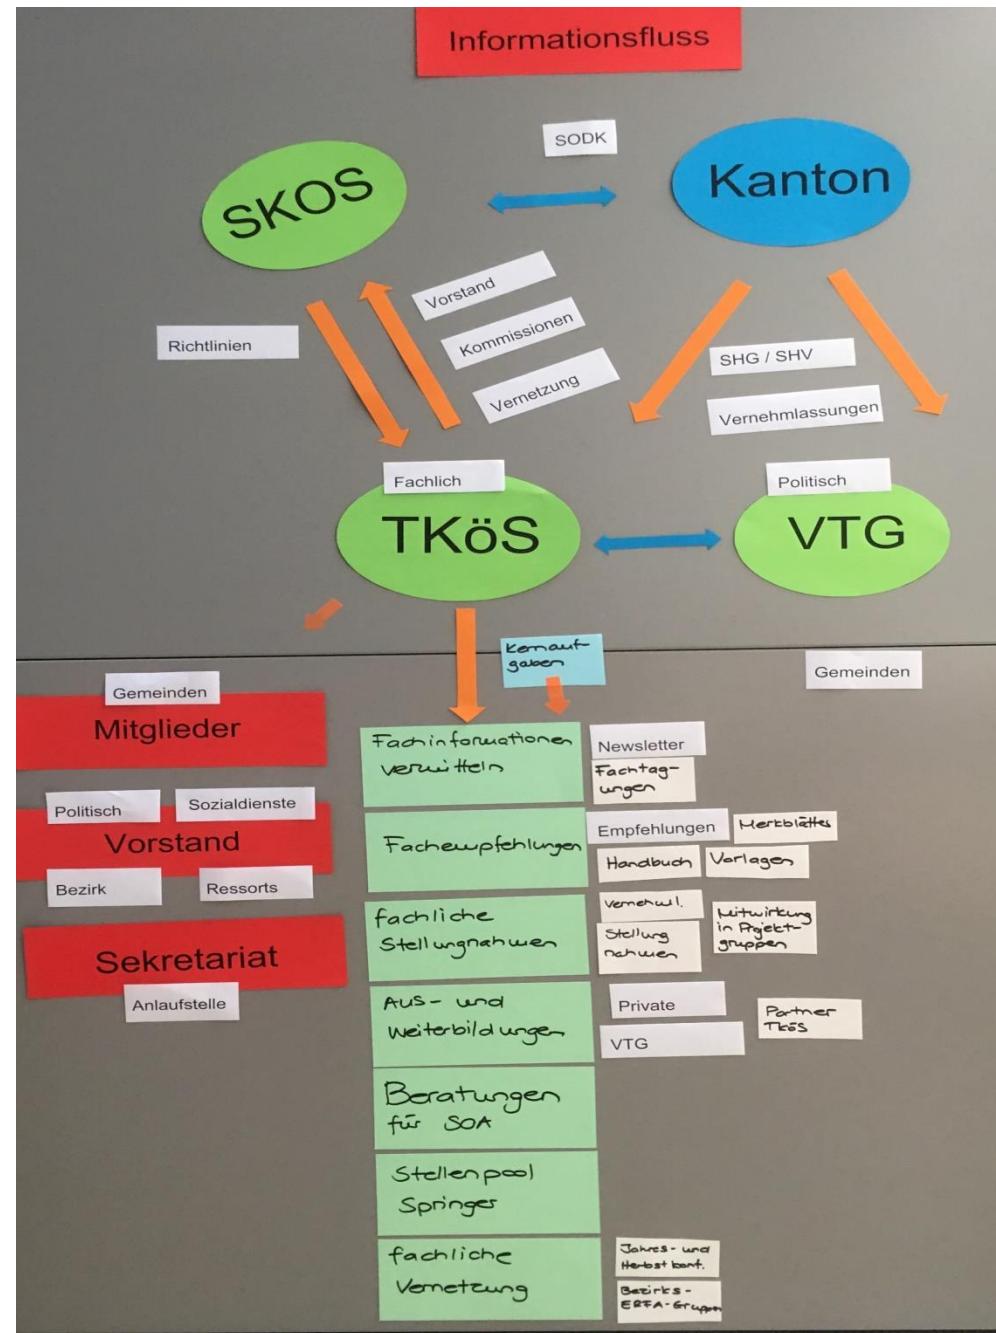 Informationsfluss
SODK
SKOS
Kanton
Vorstand
Kommissionen
Vernetzung
Richtlinien
SHG / SHV
Vernehmlassungen
Fachlich
TKöS
Politisch
VTG
Kernauf-
gaben
Gemeinden
Gemeinden
Mitglieder
Politisch
Sozialdienste
Vorstand
Bezirk
Ressorts
Sekretariat
Anlaufstelle
Fachinformationen
vermitteln
Newsletter
Fachtag-
ungen
Fachempfehlungen
Empfehlungen
Merkblätter
Handbuch
Vorlagen
fachliche
Stellungnahmen
Vernehml.
Stellung
nahmen
Mitwirkung
in Projekt-
gruppen
Aus- und
Weiterbildungen
Private
VTG
Partner
Tkös
Beratungen
für SOA
Stellenpool
Springer
fachliche
Vernetzung
Jahres- und
Herbstkonf.
Bezirks-
ERFA-Gruppen